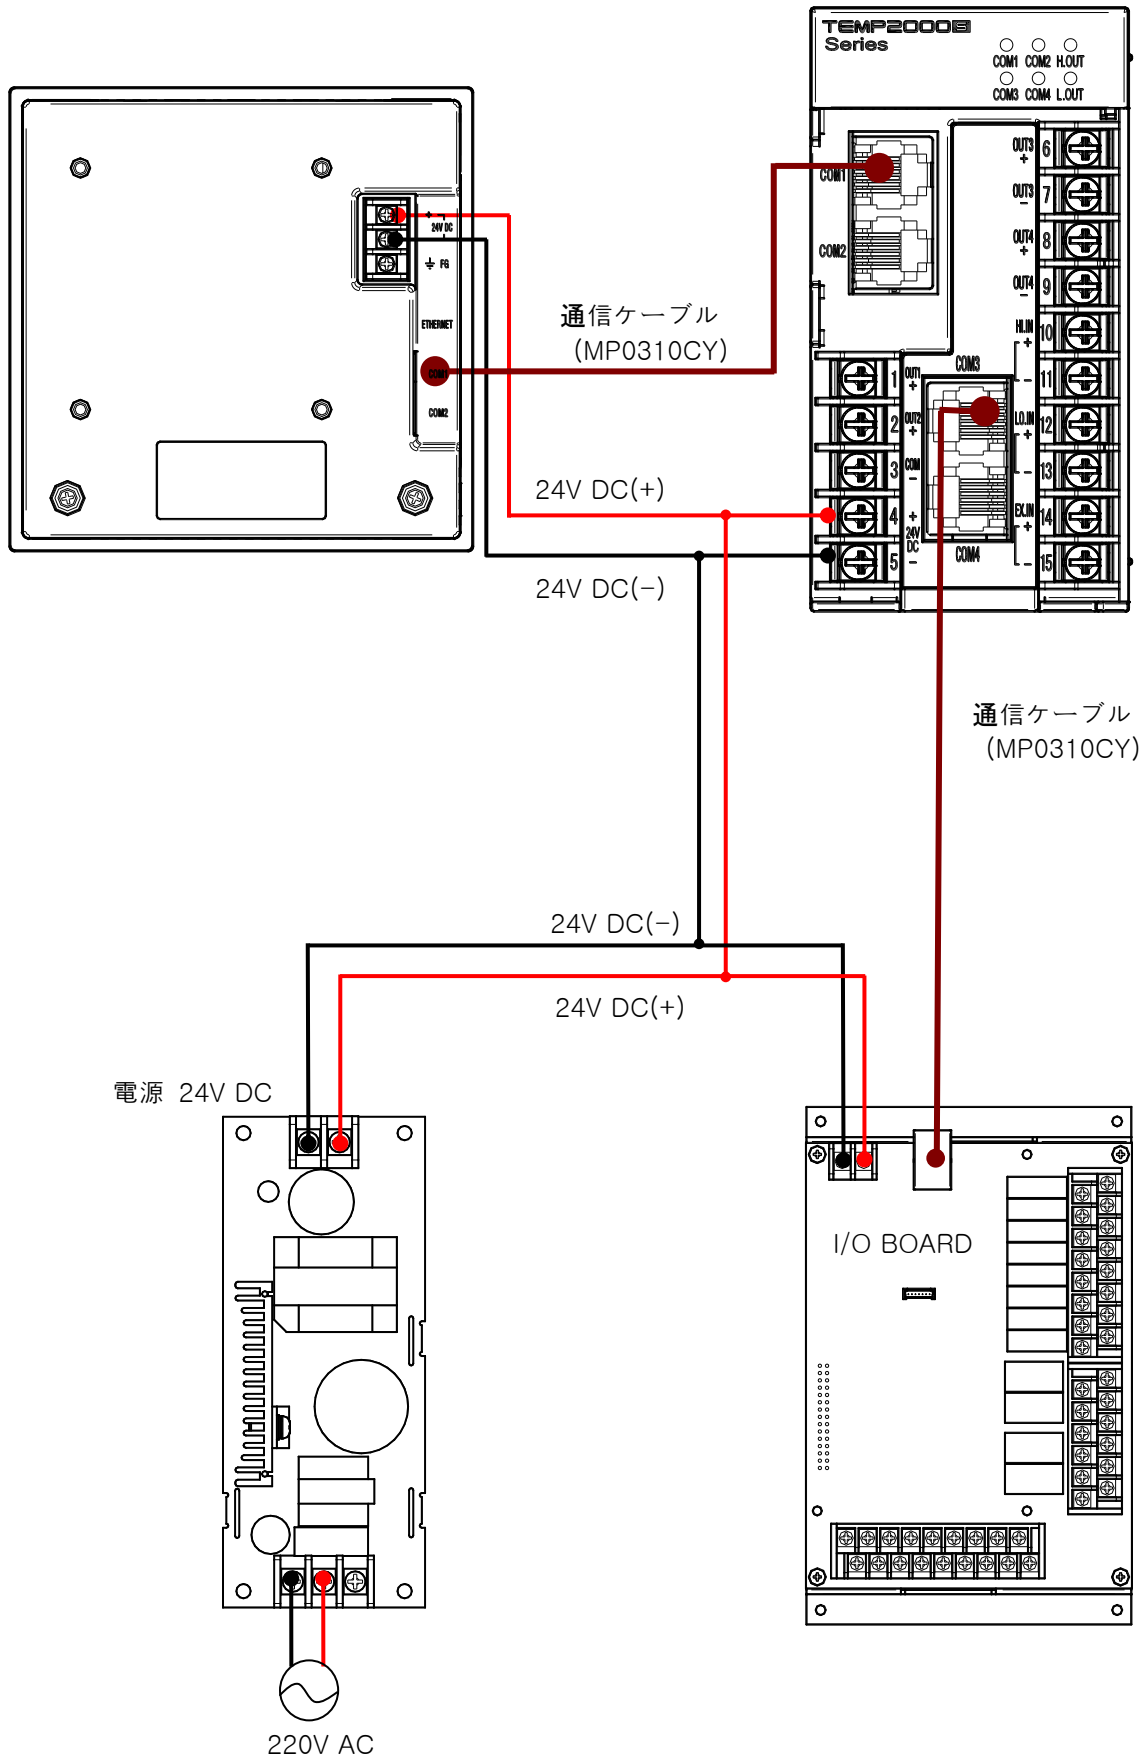 TEMP2000S
Series
COM1 COM2 H.OUT
COM3 COM4 L.OUT
+
24V DC
FG
ETHERNET
COM1
COM2
通信ケーブル
(MP0310CY)
COM1
COM2
OUT3
+
6
OUT3
−
7
OUT4
+
8
OUT4
−
9
HI.IN
+
10
−
11
LO.IN
+
12
−
13
EX.IN
+
14
−
15
1
OUT1
+
2
OUT2
+
3
COM
−
4
+
24V
DC
5
−
COM3
COM4
24V DC(+)
24V DC(−)
通信ケーブル
(MP0310CY)
24V DC(−)
24V DC(+)
電源 24V DC
I/O BOARD
220V AC